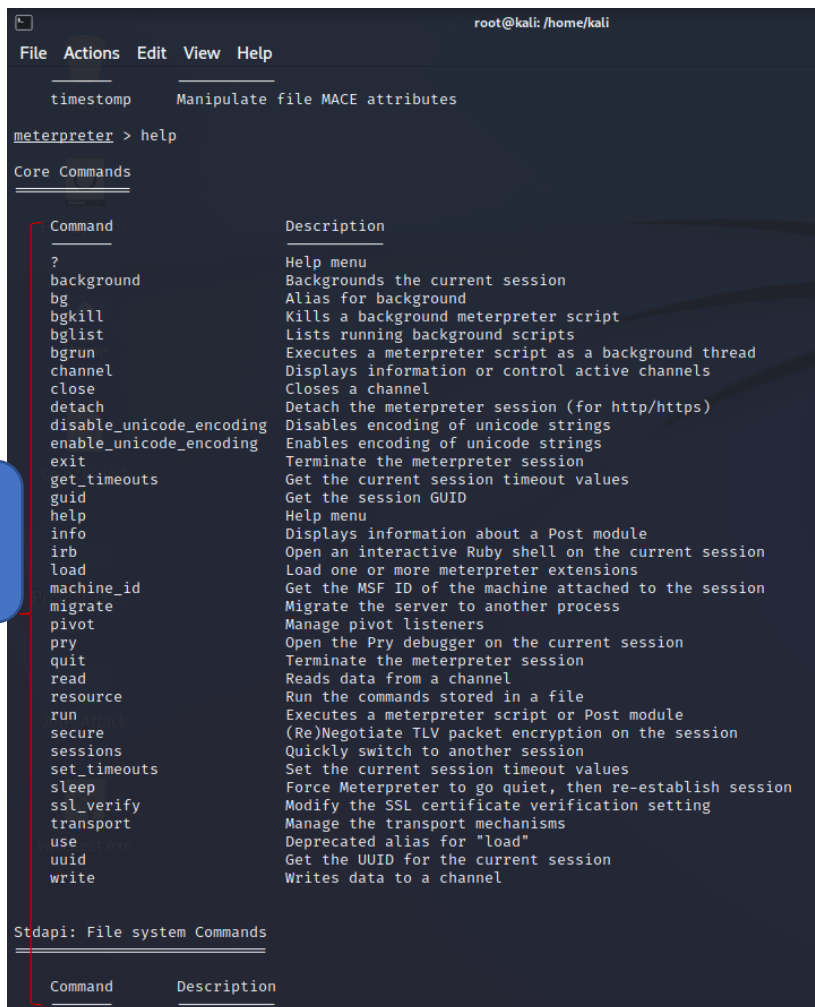 root@kali: /home/kali
File Actions Edit View Help
timestomp Manipulate file MACE attributes
meterpreter > help
Core Commands
Command Description
? Help menu
background Backgrounds the current session
bg Alias for background
bgkill Kills a background meterpreter script
bglist Lists running background scripts
bgrun Executes a meterpreter script as a background thread
channel Displays information or control active channels
close Closes a channel
detach Detach the meterpreter session (for http/https)
disable_unicode_encoding Disables encoding of unicode strings
enable_unicode_encoding Enables encoding of unicode strings
exit Terminate the meterpreter session
get_timeouts Get the current session timeout values
guid Get the session GUID
help Help menu
info Displays information about a Post module
irb Open an interactive Ruby shell on the current session
load Load one or more meterpreter extensions
machine_id Get the MSF ID of the machine attached to the session
migrate Migrate the server to another process
pivot Manage pivot listeners
pry Open the Pry debugger on the current session
quit Terminate the meterpreter session
read Reads data from a channel
resource Run the commands stored in a file
run Executes a meterpreter script or Post module
secure (Re)Negotiate TLV packet encryption on the session
sessions Quickly switch to another session
set_timeouts Set the current session timeout values
sleep Force Meterpreter to go quiet, then re-establish session
ssl_verify Modify the SSL certificate verification setting
transport Manage the transport mechanisms
use Deprecated alias for "load"
uuid Get the UUID for the current session
write Writes data to a channel
Stdapi: File system Commands
Command Description